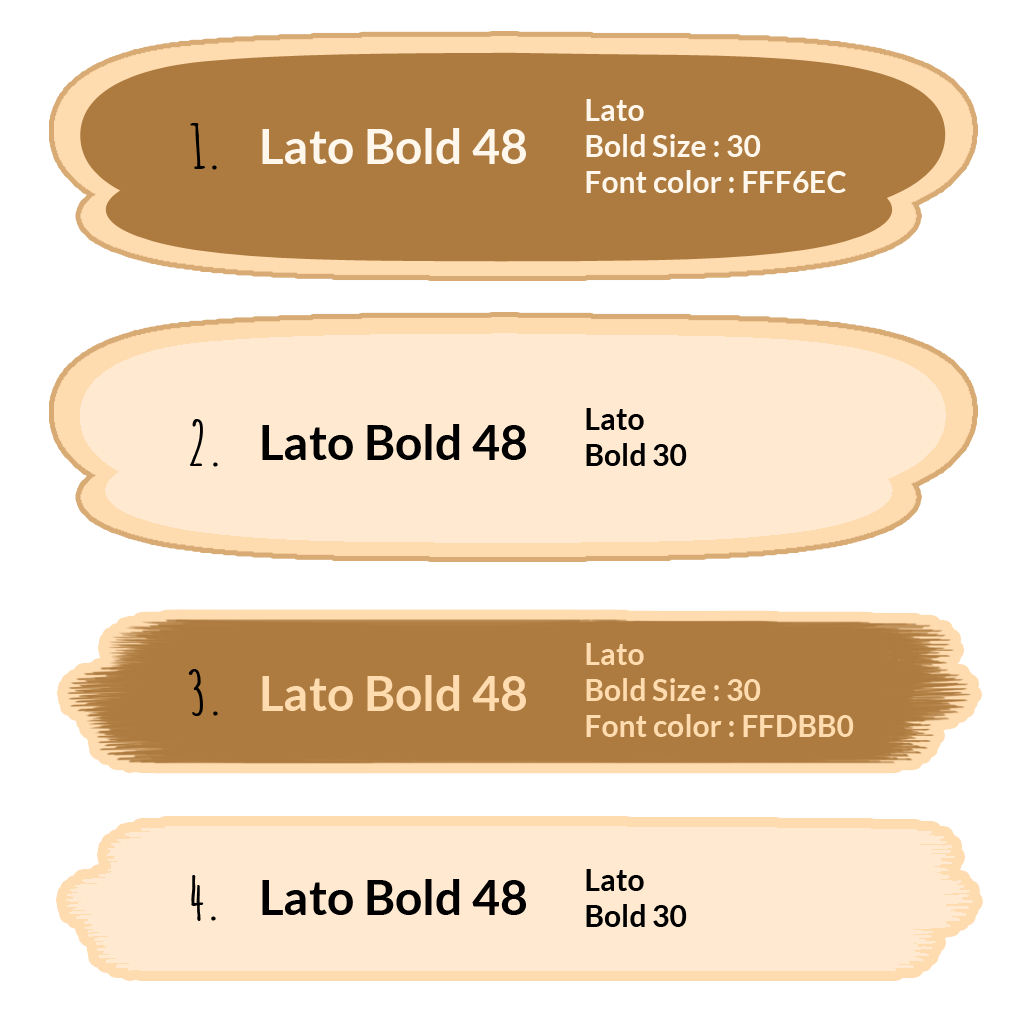 1.
Lato Bold 48
Lato
Bold Size : 30
Font color : FFF6EC
2.
Lato Bold 48
Lato
Bold 30
3.
Lato Bold 48
Lato
Bold Size : 30
Font color : FFDBB0
4.
Lato Bold 48
Lato
Bold 30